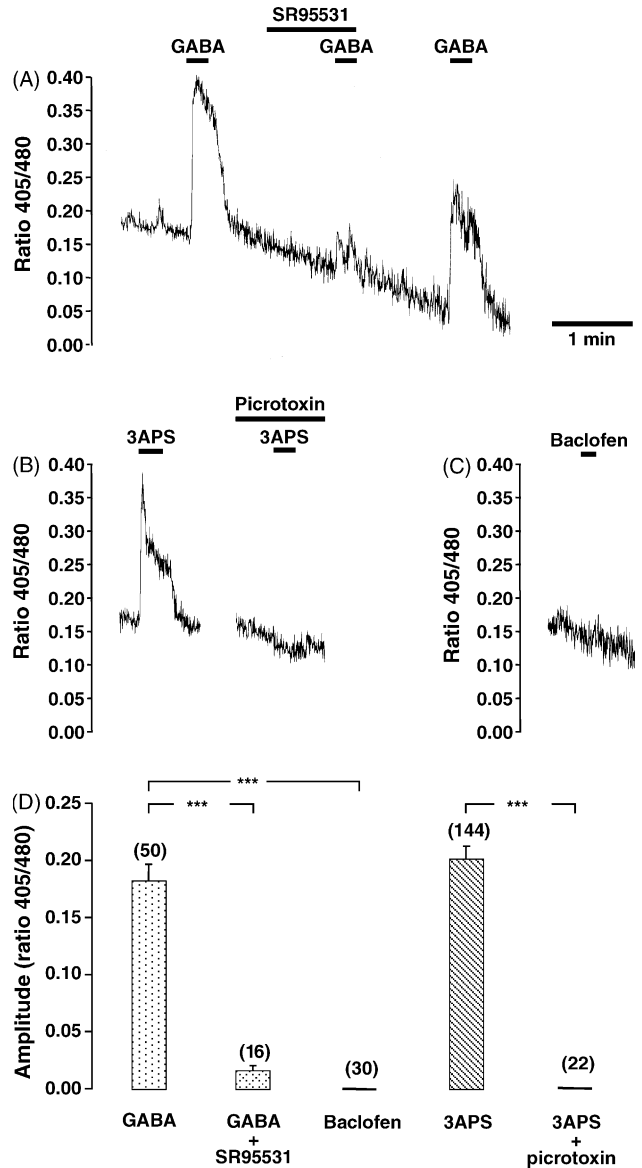 SR95531
GABA GABA GABA
(A)
0.40
0.35
0.30
0.25
0.20
0.15
0.10
0.05
0.00
Ratio 405/480
1 min
Picrotoxin
3APS 3APS
(B)
0.40
0.35
0.30
0.25
0.20
0.15
0.10
0.05
0.00
Ratio 405/480
Baclofen
(C)
0.40
0.35
0.30
0.25
0.20
0.15
0.10
0.05
0.00
Ratio 405/480
(D)
0.25
0.20
0.15
0.10
0.05
0.00
Amplitude (ratio 405/480)
***
*** ***
(50) (16) (30) (144) (22)
GABA
GABA
+
SR95531
Baclofen
3APS
3APS
+
picrotoxin